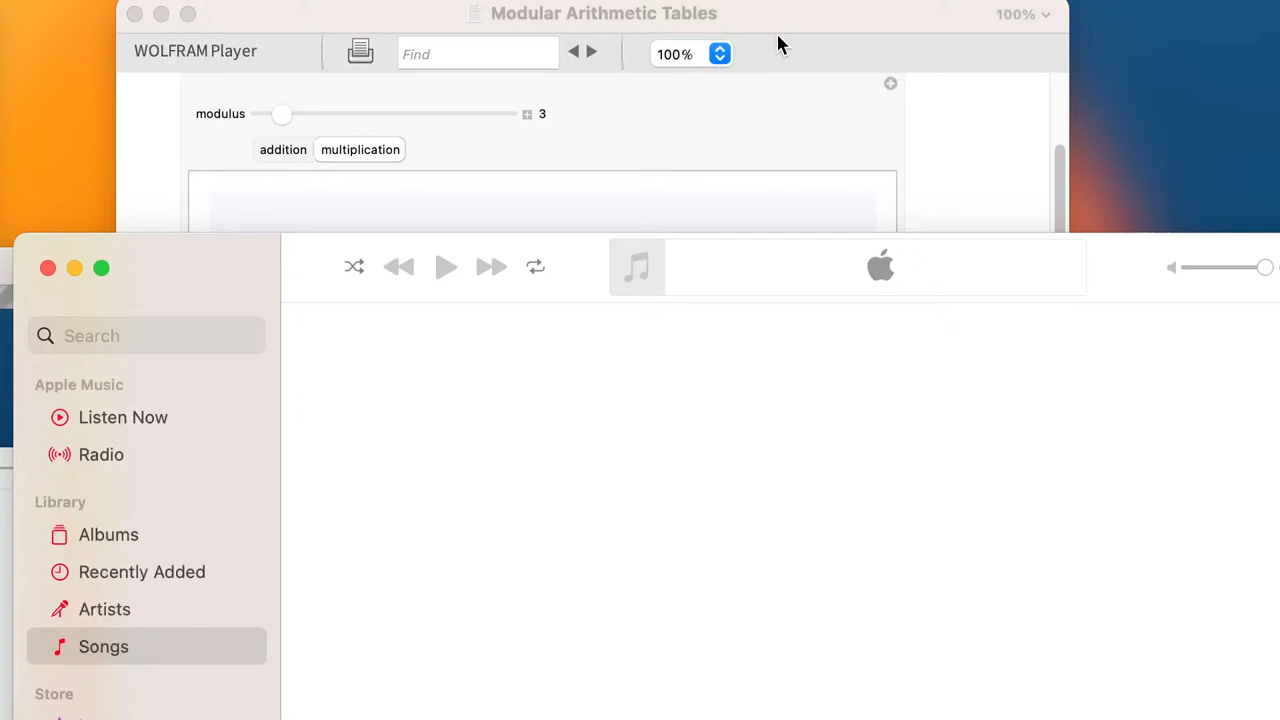 Modular Arithmetic Tables
100%
WOLFRAM Player
Find
100%
modulus
3
addition
multiplication
Search
Apple Music
Listen Now
Radio
Library
Albums
Recently Added
Artists
Songs
Store